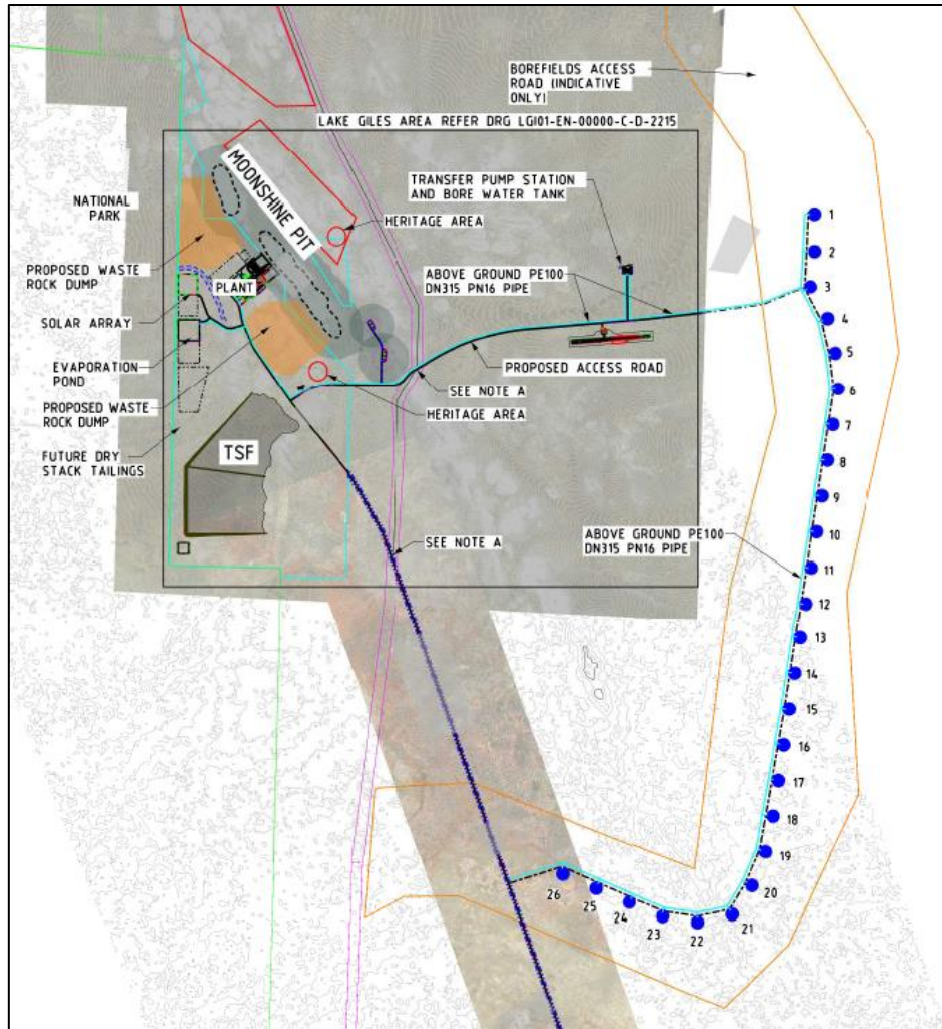 BOREFIELDS ACCESS
ROAD (INDICATIVE
ONLY)
LAKE GILES AREA REFER DRG LGI01-EN-00000-C-D-2215
MOONSHINE PIT
TRANSFER PUMP STATION
AND BORE WATER TANK
NATIONAL
PARK
HERITAGE AREA
PROPOSED WASTE
ROCK DUMP
PLANT
ABOVE GROUND PE100
DN315 PN16 PIPE
SOLAR ARRAY
EVAPORATION
POND
PROPOSED ACCESS ROAD
SEE NOTE A
PROPOSED WASTE
ROCK DUMP
HERITAGE AREA
FUTURE DRY
STACK TAILINGS
TSF
SEE NOTE A
ABOVE GROUND PE100
DN315 PN16 PIPE
1
2
3
4
5
6
7
8
9
10
11
12
13
14
15
16
17
18
19
20
21
22
23
24
25
26